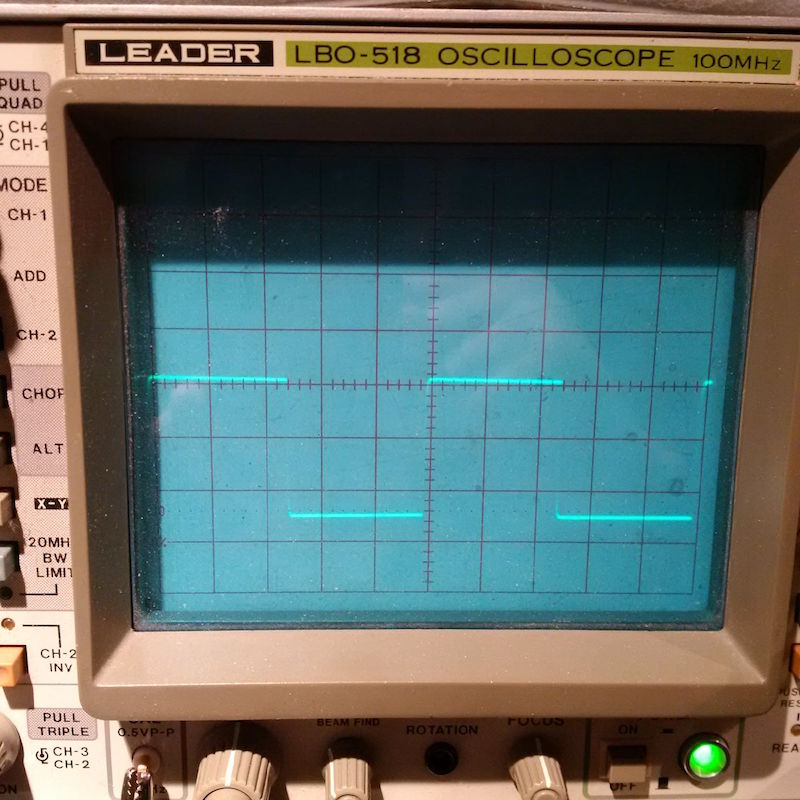 LEADER LBO-518 OSCILLOSCOPE 100MHz
PULL
QUAD
CH-4
CH-1
MODE
CH-1
ADD
CH-2
CHOP
ALT
X-Y
20MH
BW
LIMIT
CH-2
INV
PULL
TRIPLE
CH-3
CH-2
CAL
0.5VP-P
BEAM FIND
ROTATION
FOCUS
ON
OFF